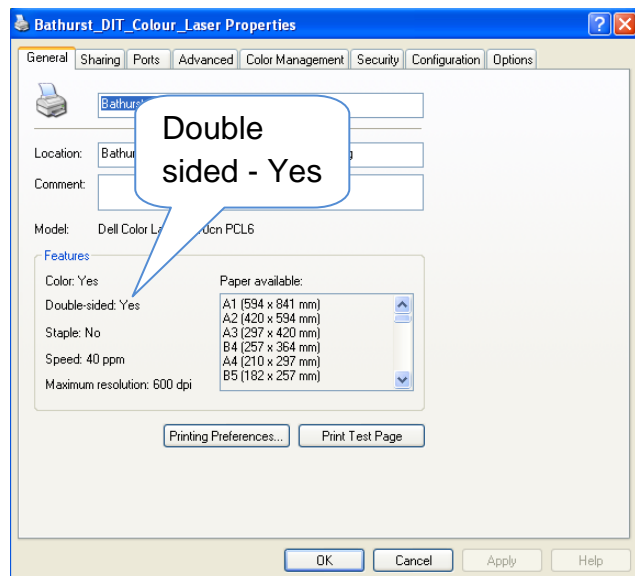 Bathurst_DIT_Colour_Laser Properties
General Sharing Ports Advanced Color Management Security Configuration Options
Double
sided - Yes
Location:
Comment:
Model: Dell Color PCL6
Features
Color: Yes
Double-sided: Yes
Staple: No
Speed: 40 ppm
Maximum resolution: 600 dpi
Paper available:
A1 (594 x 841 mm)
A2 (420 x 594 mm)
A3 (297 x 420 mm)
B4 (257 x 364 mm)
A4 (210 x 297 mm)
B5 (182 x 257 mm)
Printing Preferences... Print Test Page
OK Cancel Apply Help